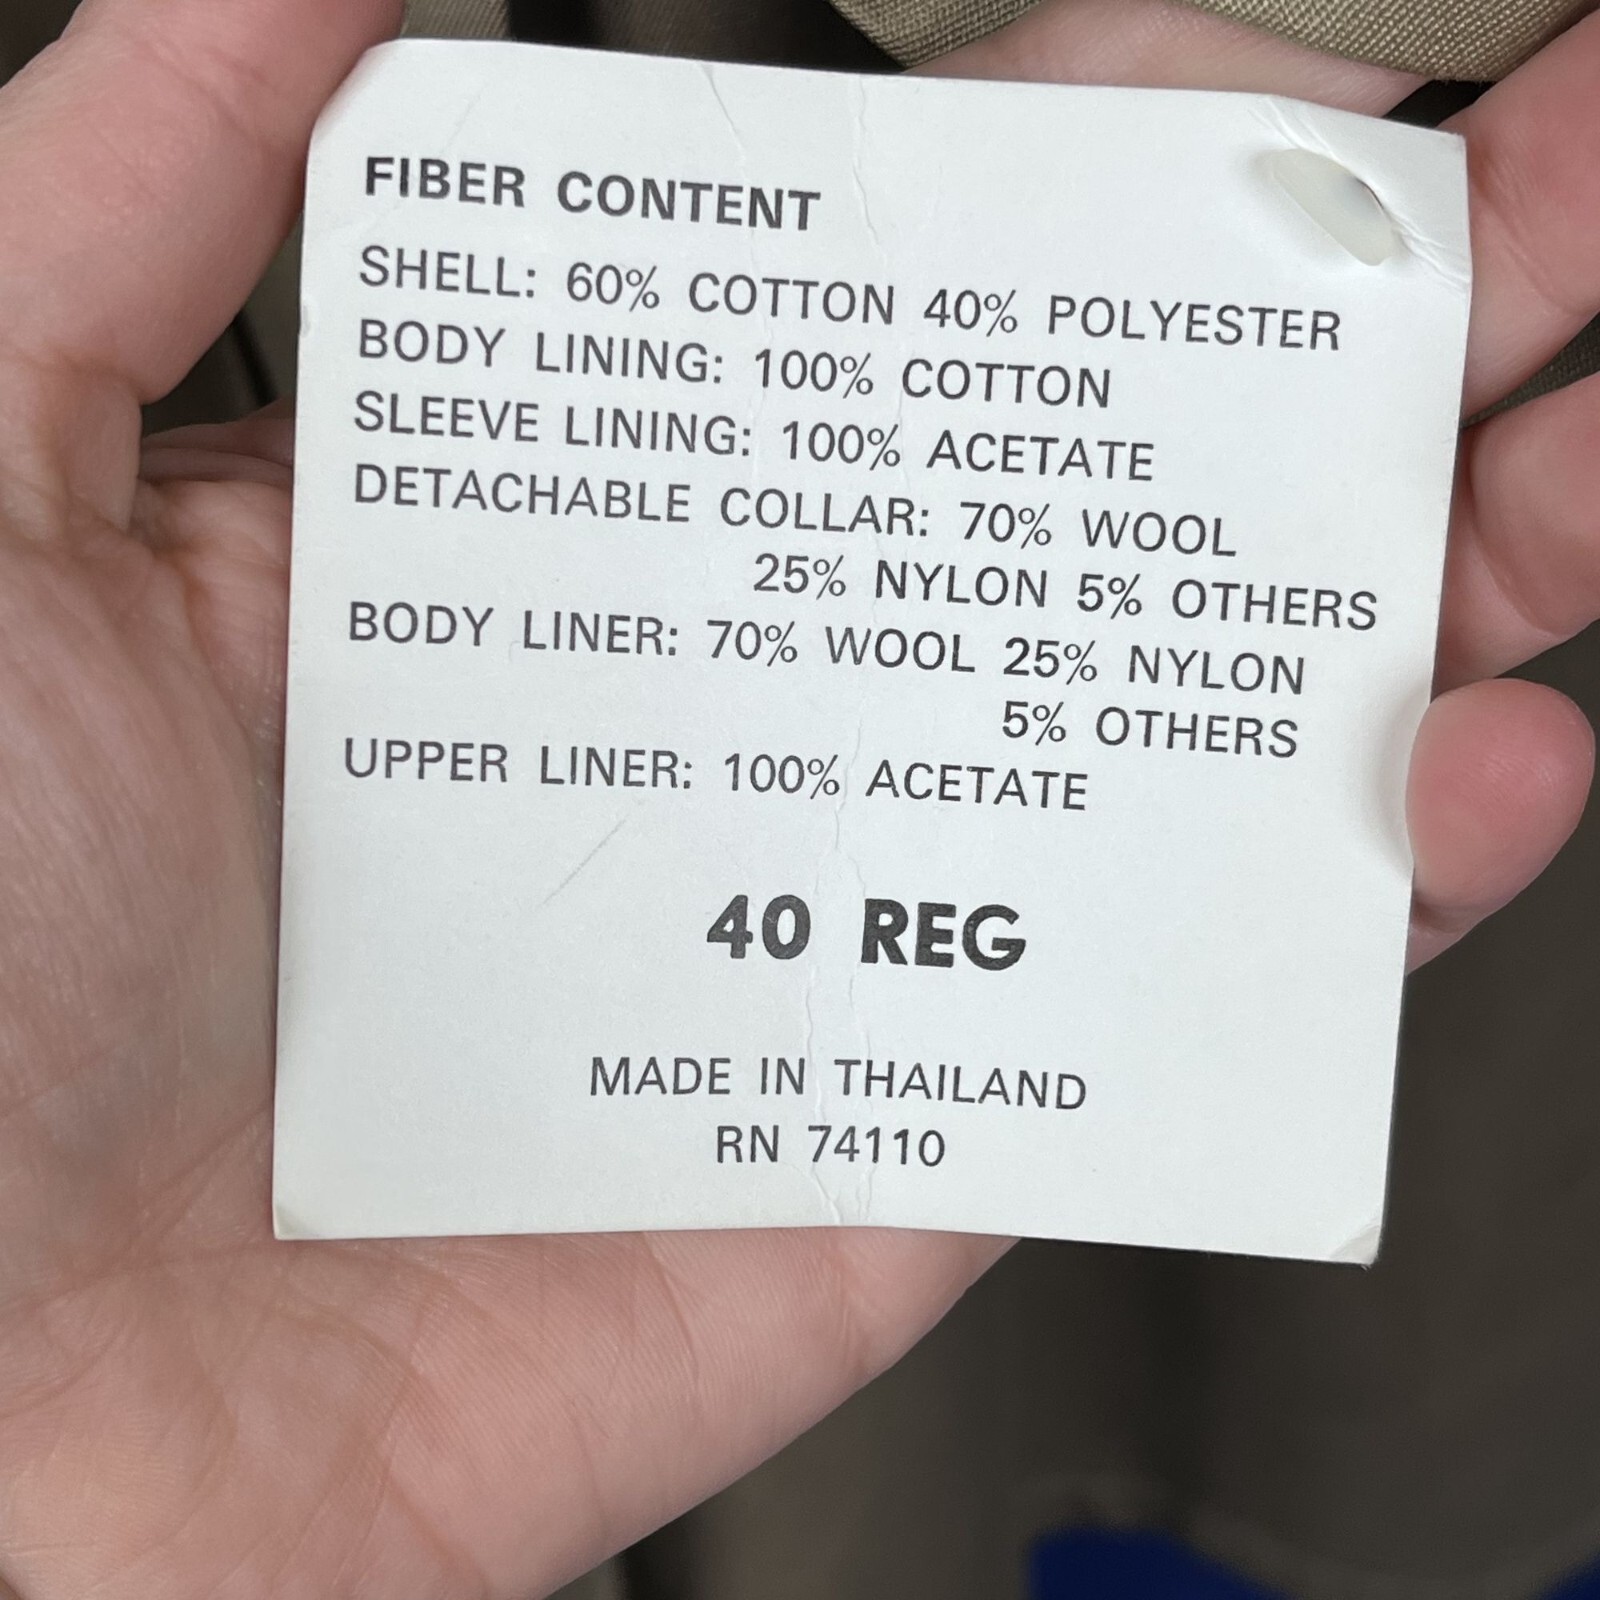 FIBER CONTENT
SHELL: 60% COTTON 40% POLYESTER
BODY LINING: 100% COTTON
SLEEVE LINING: 100% ACETATE
DETACHABLE COLLAR: 70% WOOL
25% NYLON 5% OTHERS
BODY LINER: 70% WOOL 25% NYLON
5% OTHERS
UPPER LINER: 100% ACETATE
40 REG
MADE IN THAILAND
RN 74110